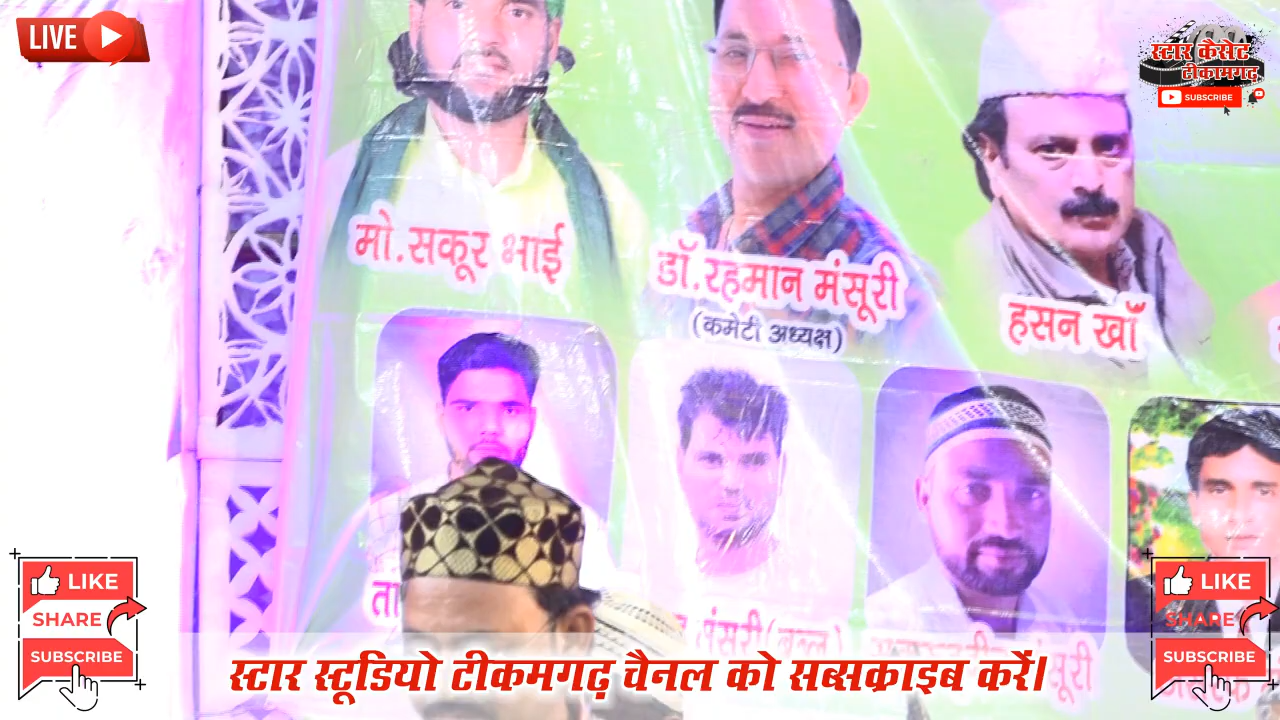 LIVE
स्टार कैसेट
टीकामगढ़
SUBSCRIBE
मो.सकूर भाई
डॉ.रहमान मंसूरी
(कमेटी अध्यक्ष)
हसन खाँ
ता
मंसूरी
मंसूरी
LIKE
SHARE
SUBSCRIBE
LIKE
SHARE
SUBSCRIBE
स्टार स्टूडियो टीकमगढ़ चैनल को सब्सक्राइब करें।